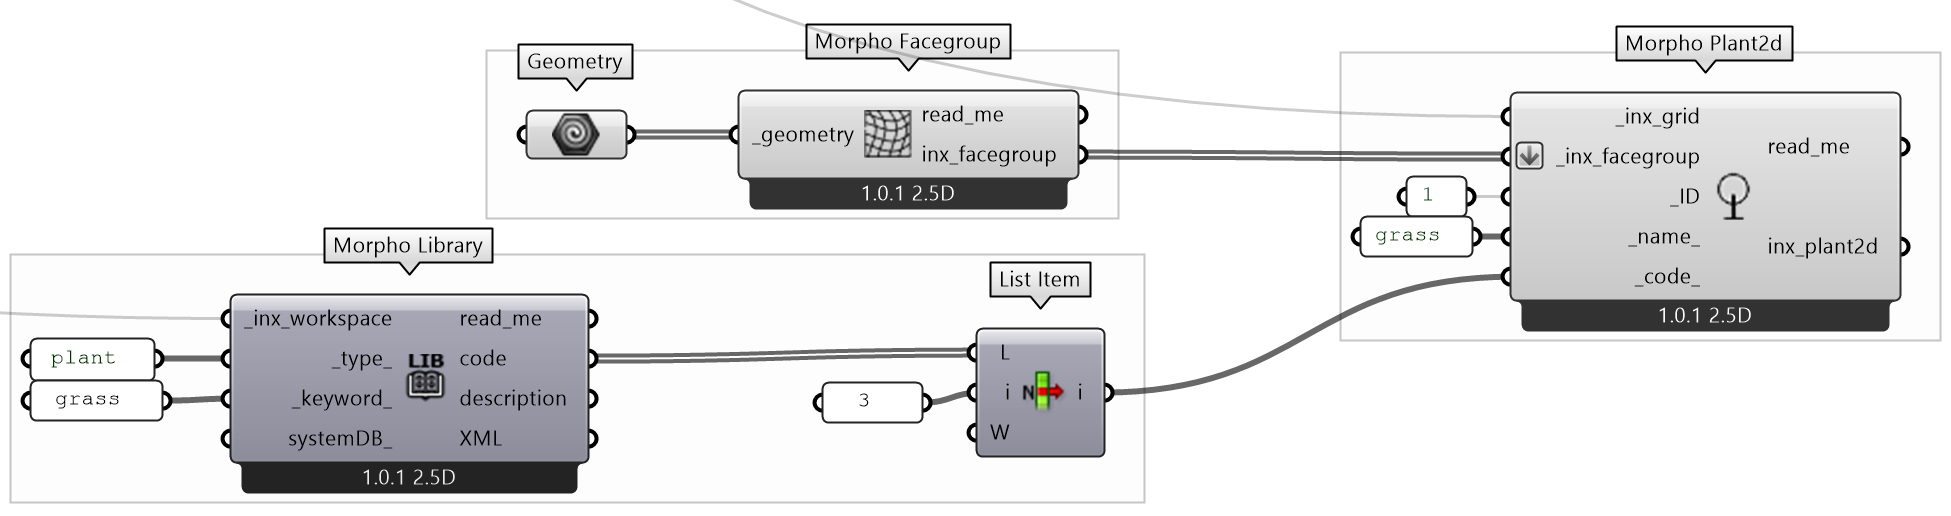 Geometry
Morpho Facegroup
_geometry
read_me
inx_facegroup
1.0.1 2.5D
Morpho Plant2d
_inx_grid
_inx_facegroup
_ID
_name_
_code_
read_me
inx_plant2d
1
grass
1.0.1 2.5D
Morpho Library
_inx_workspace
_type_
_keyword_
systemDB_
LIB
read_me
code
description
XML
plant
grass
1.0.1 2.5D
List Item
L
i
W
N
i
3